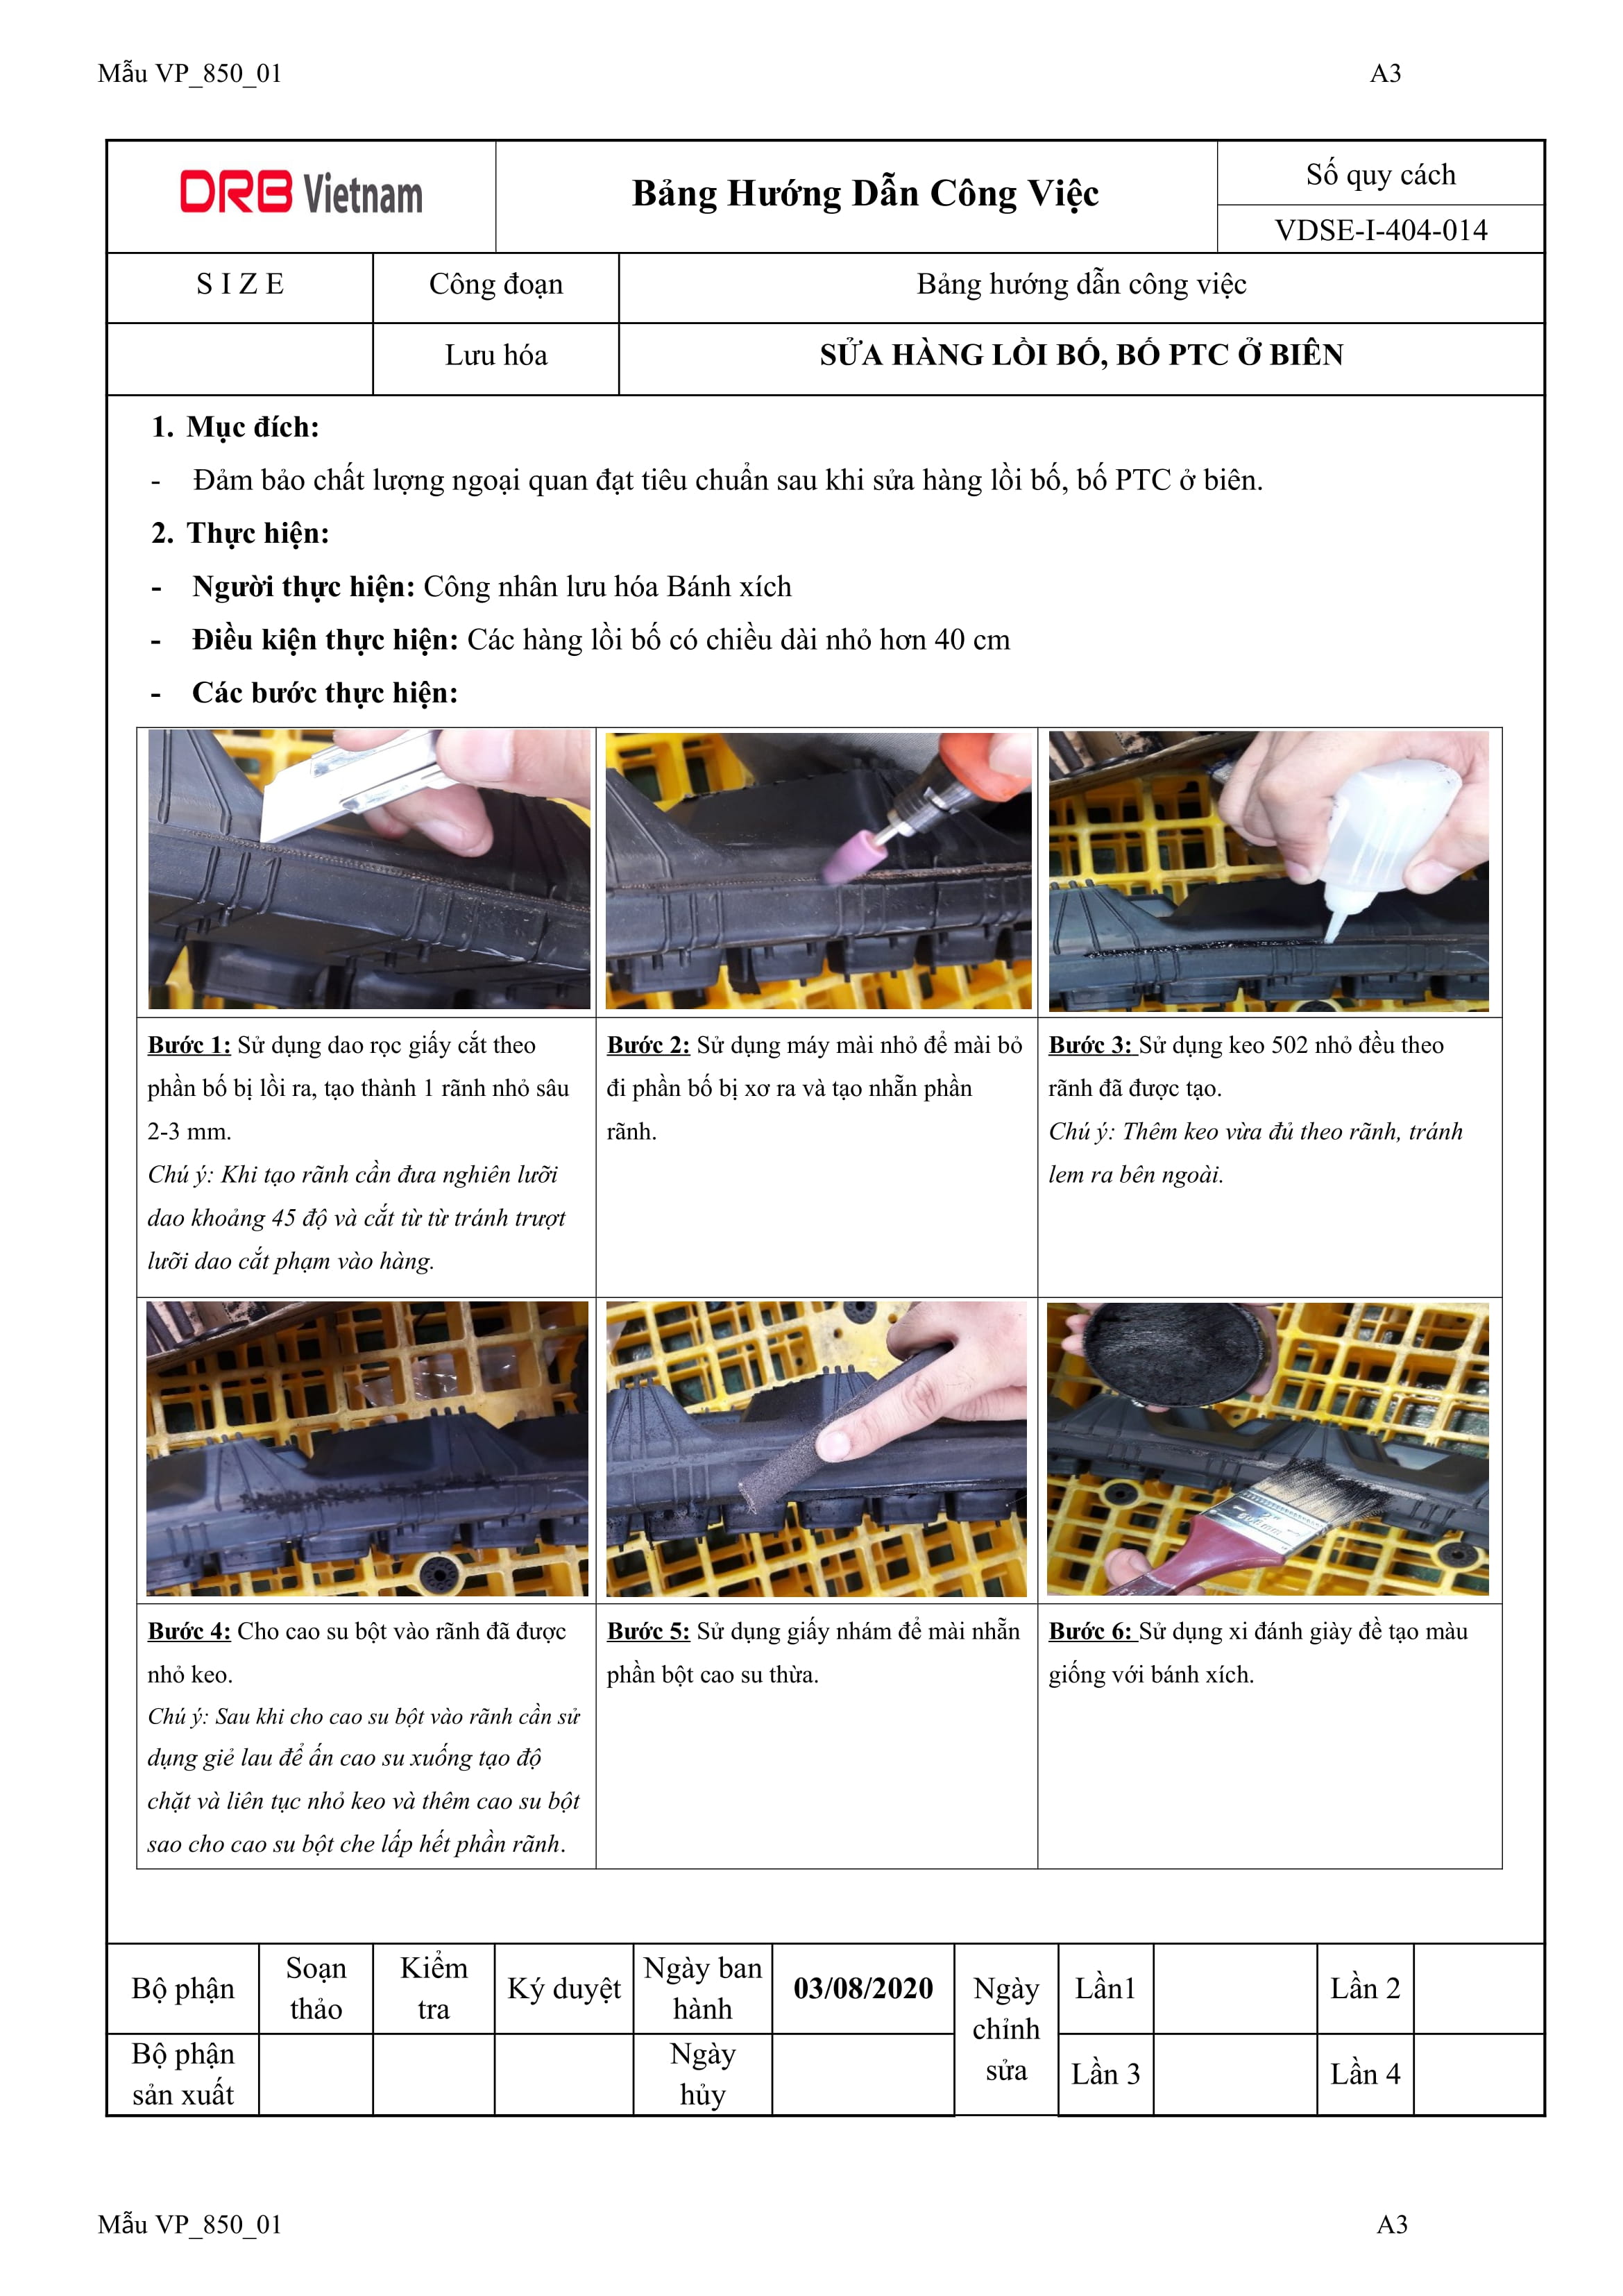 Mẫu VP_850_01
A3
DRB Vietnam
Bảng Hướng Dẫn Công Việc
Số quy cách
VDSE-I-404-014
S I Z E
Công đoạn
Bảng hướng dẫn công việc
Lưu hóa
SỬA HÀNG LỒI BỐ, BỐ PTC Ở BIÊN
1. Mục đích:
- Đảm bảo chất lượng ngoại quan đạt tiêu chuẩn sau khi sửa hàng lồi bố, bố PTC ở biên.
2. Thực hiện:
- Người thực hiện: Công nhân lưu hóa Bánh xích
- Điều kiện thực hiện: Các hàng lồi bố có chiều dài nhỏ hơn 40 cm
- Các bước thực hiện:
Bước 1: Sử dụng dao rọc giấy cắt theo
phần bố bị lồi ra, tạo thành 1 rãnh nhỏ sâu
2-3 mm.
Chú ý: Khi tạo rãnh cần đưa nghiên lưỡi
dao khoảng 45 độ và cắt từ từ tránh trượt
lưỡi dao cắt phạm vào hàng.
Bước 2: Sử dụng máy mài nhỏ để mài bỏ
đi phần bố bị xơ ra và tạo nhẵn phần
rãnh.
Bước 3: Sử dụng keo 502 nhỏ đều theo
rãnh đã được tạo.
Chú ý: Thêm keo vừa đủ theo rãnh, tránh
lem ra bên ngoài.
Bước 4: Cho cao su bột vào rãnh đã được
nhỏ keo.
Chú ý: Sau khi cho cao su bột vào rãnh cần sử
dụng giẻ lau để ấn cao su xuống tạo độ
chặt và liên tục nhỏ keo và thêm cao su bột
sao cho cao su bột che lấp hết phần rãnh.
Bước 5: Sử dụng giấy nhám để mài nhẵn
phần bột cao su thừa.
Bước 6: Sử dụng xi đánh giày đề tạo màu
giống với bánh xích.
Bộ phận
Soạn
thảo
Kiểm
tra
Ký duyệt
Ngày ban
hành
03/08/2020
Ngày
chỉnh
sửa
Lần1
Lần 2
Bộ phận
sản xuất
Ngày
hủy
Lần 3
Lần 4
Mẫu VP_850_01
A3